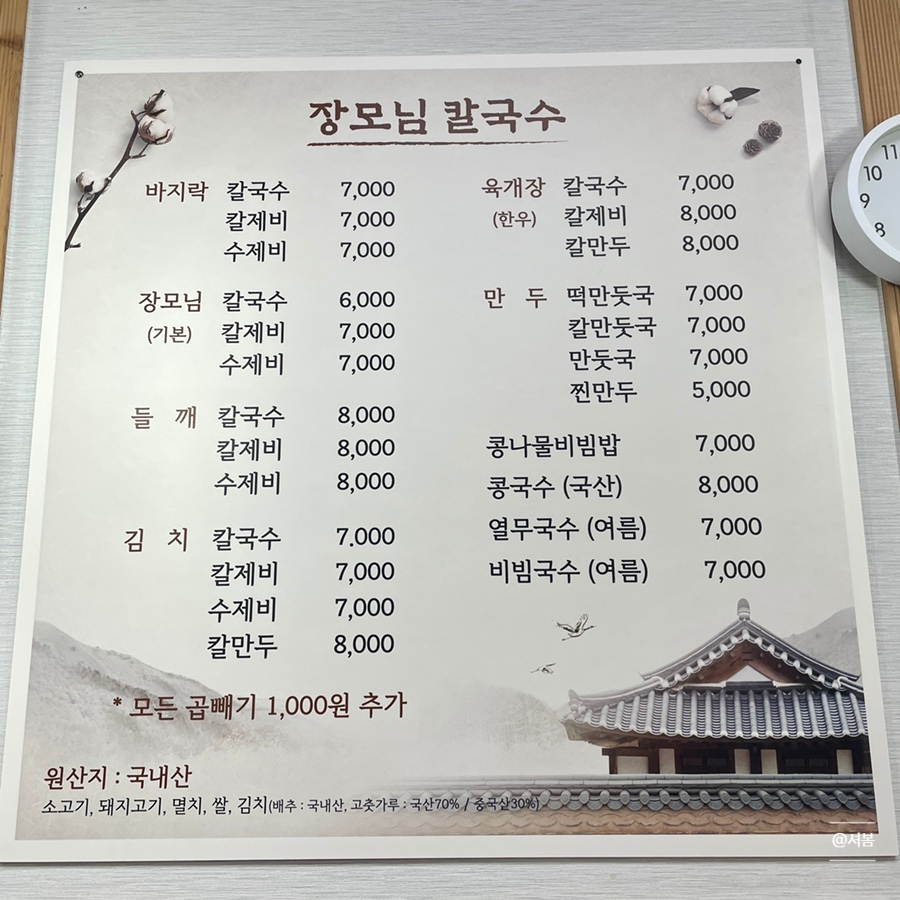 장모님 칼국수
바지락 칼국수 7,000
칼제비 7,000
수제비 7,000
장모님 칼국수 6,000
(기본) 칼제비 7,000
수제비 7,000
들 깨 칼국수 8,000
칼제비 8,000
수제비 8,000
김 치 칼국수 7.000
칼제비 7,000
수제비 7,000
칼만두 8,000
* 모든 곱빼기 1,000원 추가
육개장 칼국수 7,000
(한우) 칼제비 8,000
칼만두 8,000
만 두 떡만둣국 7,000
칼만둣국 7,000
만둣국 7,000
찐만두 5,000
콩나물비빔밥 7,000
콩국수 (국산) 8,000
열무국수 (여름) 7,000
비빔국수 (여름) 7,000
원산지 : 국내산
소고기, 돼지고기, 멸치, 쌀, 김치(배추 : 국내산, 고춧가루 : 국산70% / 중국산30%)
11
10
9
8
@서봄